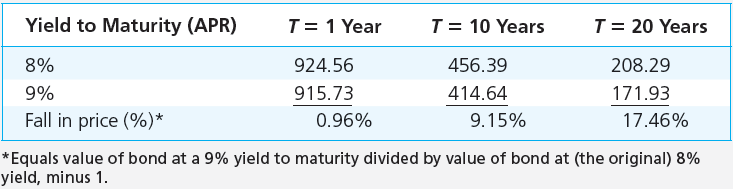 Yield to Maturity (APR) T = 1 Year T = 10 Years T = 20 Years
8% 924.56 456.39 208.29
9% 915.73 414.64 171.93
Fall in price (%)* 0.96% 9.15% 17.46%
*Equals value of bond at a 9% yield to maturity divided by value of bond at (the original) 8%
yield, minus 1.